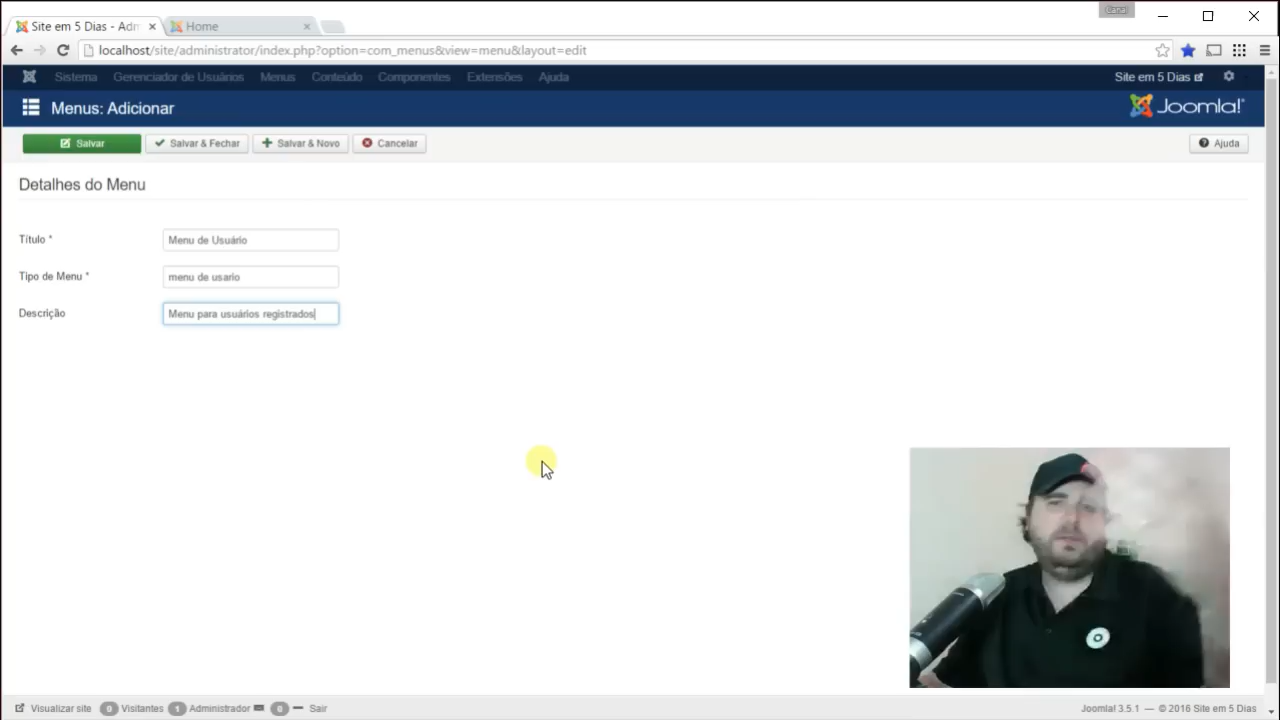 Site em 5 Dias - Adm
Home
localhost/site/administrator/index.php?option=com_menus&view=menu&layout=edit
Sistema Gerenciador de Usuários Menus Conteúdo Componentes Extensões Ajuda Site em 5 Dias
Menus: Adicionar
Joomla!
Salvar Salvar & Fechar Salvar & Novo Cancelar Ajuda
Detalhes do Menu
Título * Menu de Usuário
Tipo de Menu * menu de usario
Descrição Menu para usuários registrados
Visualizar site 0 Visitantes 1 Administrador 0 Sair Joomla! 3.5.1 — © 2016 Site em 5 Dias